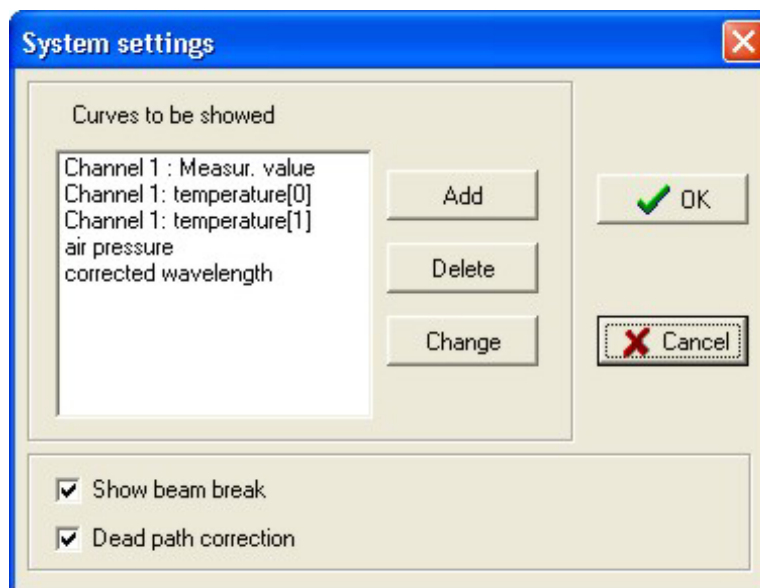 System settings
Curves to be showed
Channel 1 : Measur. value
Channel 1: temperature[0]
Channel 1: temperature[1]
air pressure
corrected wavelength
Add
Delete
Change
OK
Cancel
Show beam break
Dead path correction